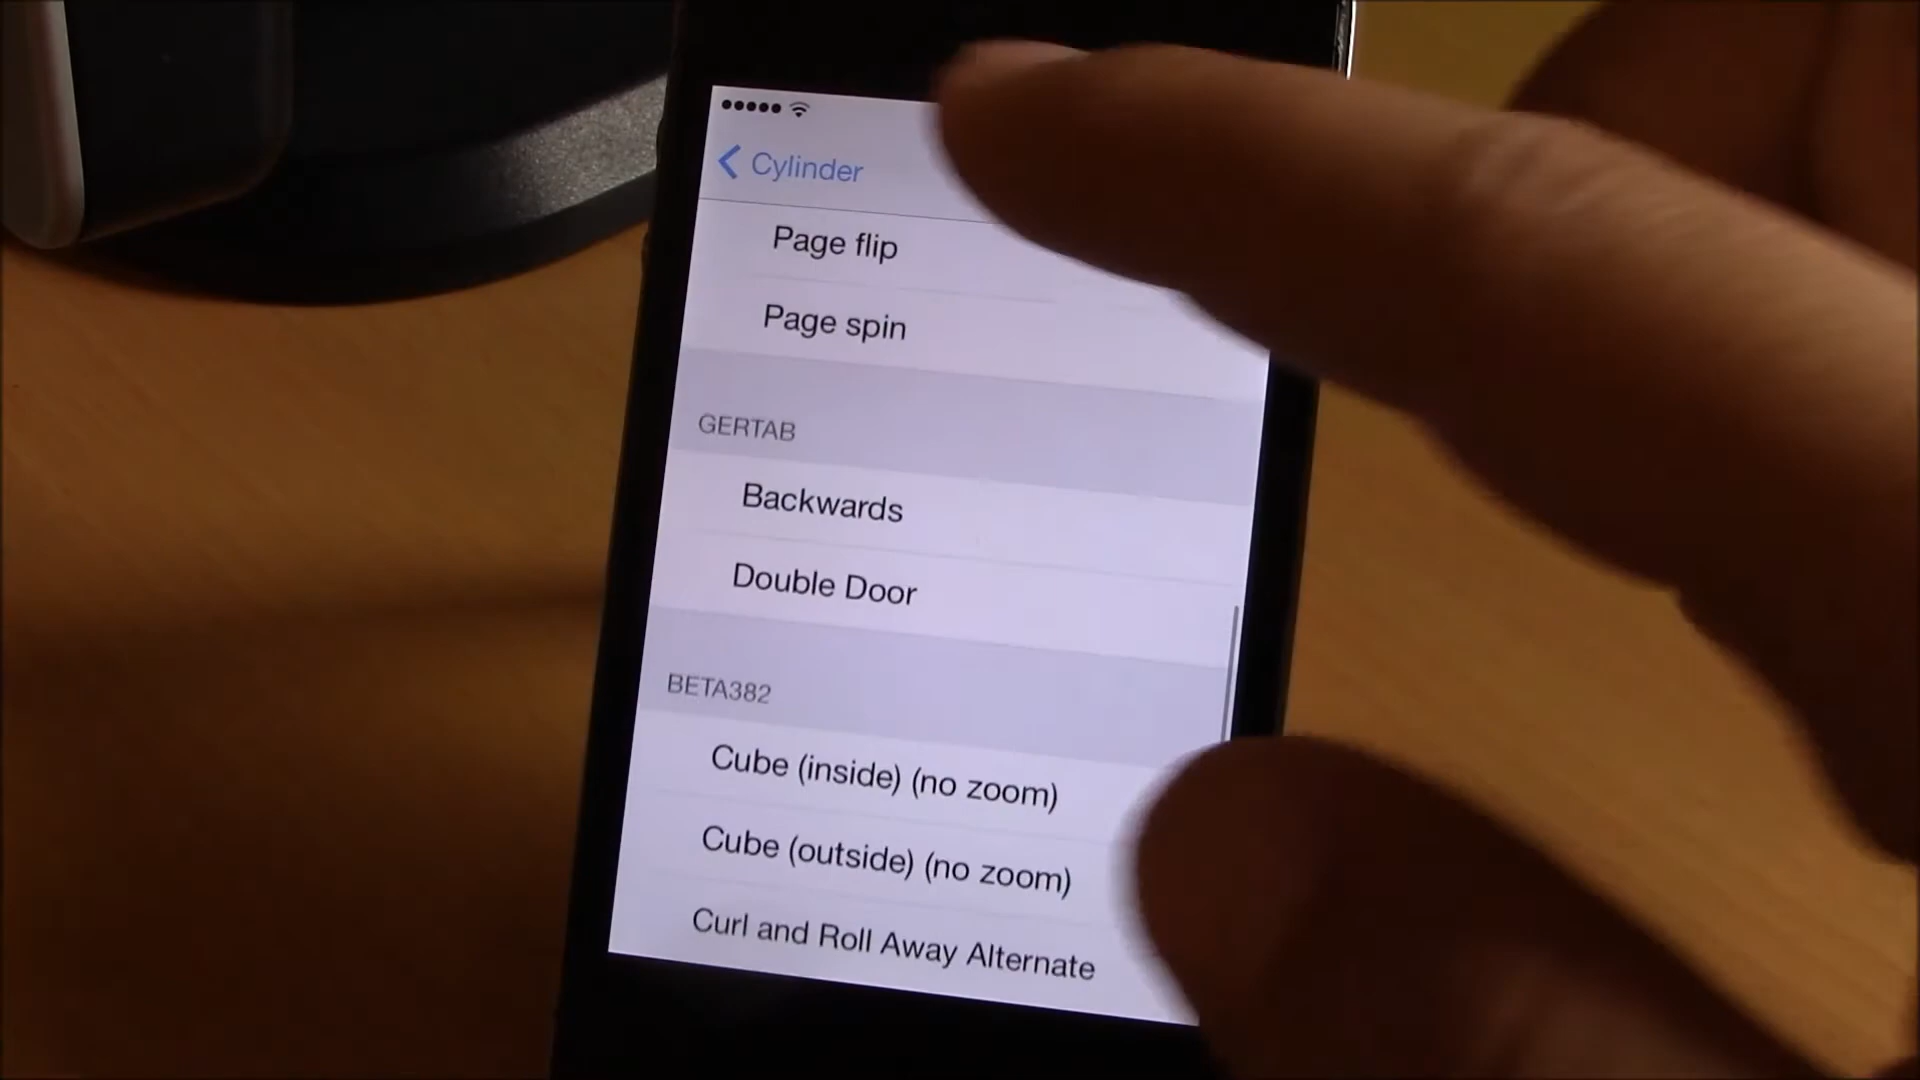 Cylinder
Page flip
Page spin
GERTAB
Backwards
Double Door
BETA382
Cube (inside) (no zoom)
Cube (outside) (no zoom)
Curl and Roll Away Alternate